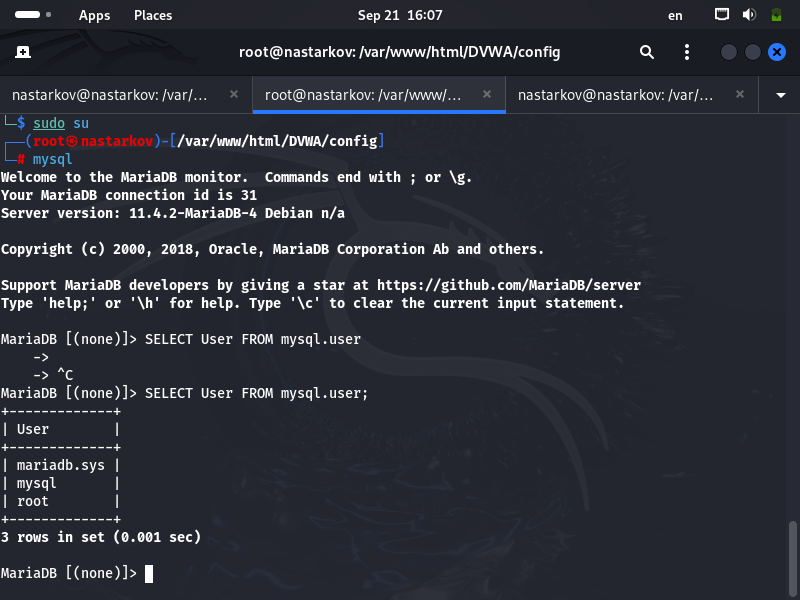 Apps Places Sep 21 16:07 en
root@nastarkov: /var/www/html/DVWA/config
nastarkov@nastarkov: /var/... root@nastarkov: /var/www/... nastarkov@nastarkov: /var/...
└─$ sudo su
┌──(root㉿nastarkov)-[/var/www/html/DVWA/config]
└─# mysql
Welcome to the MariaDB monitor.  Commands end with ; or \g.
Your MariaDB connection id is 31
Server version: 11.4.2-MariaDB-4 Debian n/a
Copyright (c) 2000, 2018, Oracle, MariaDB Corporation Ab and others.
Support MariaDB developers by giving a star at https://github.com/MariaDB/server
Type 'help;' or '\h' for help. Type '\c' to clear the current input statement.
MariaDB [(none)]> SELECT User FROM mysql.user
    ->
    -> ^C
MariaDB [(none)]> SELECT User FROM mysql.user;
+-------------+
| User        |
+-------------+
| mariadb.sys |
| mysql       |
| root        |
+-------------+
3 rows in set (0.001 sec)
MariaDB [(none)]>